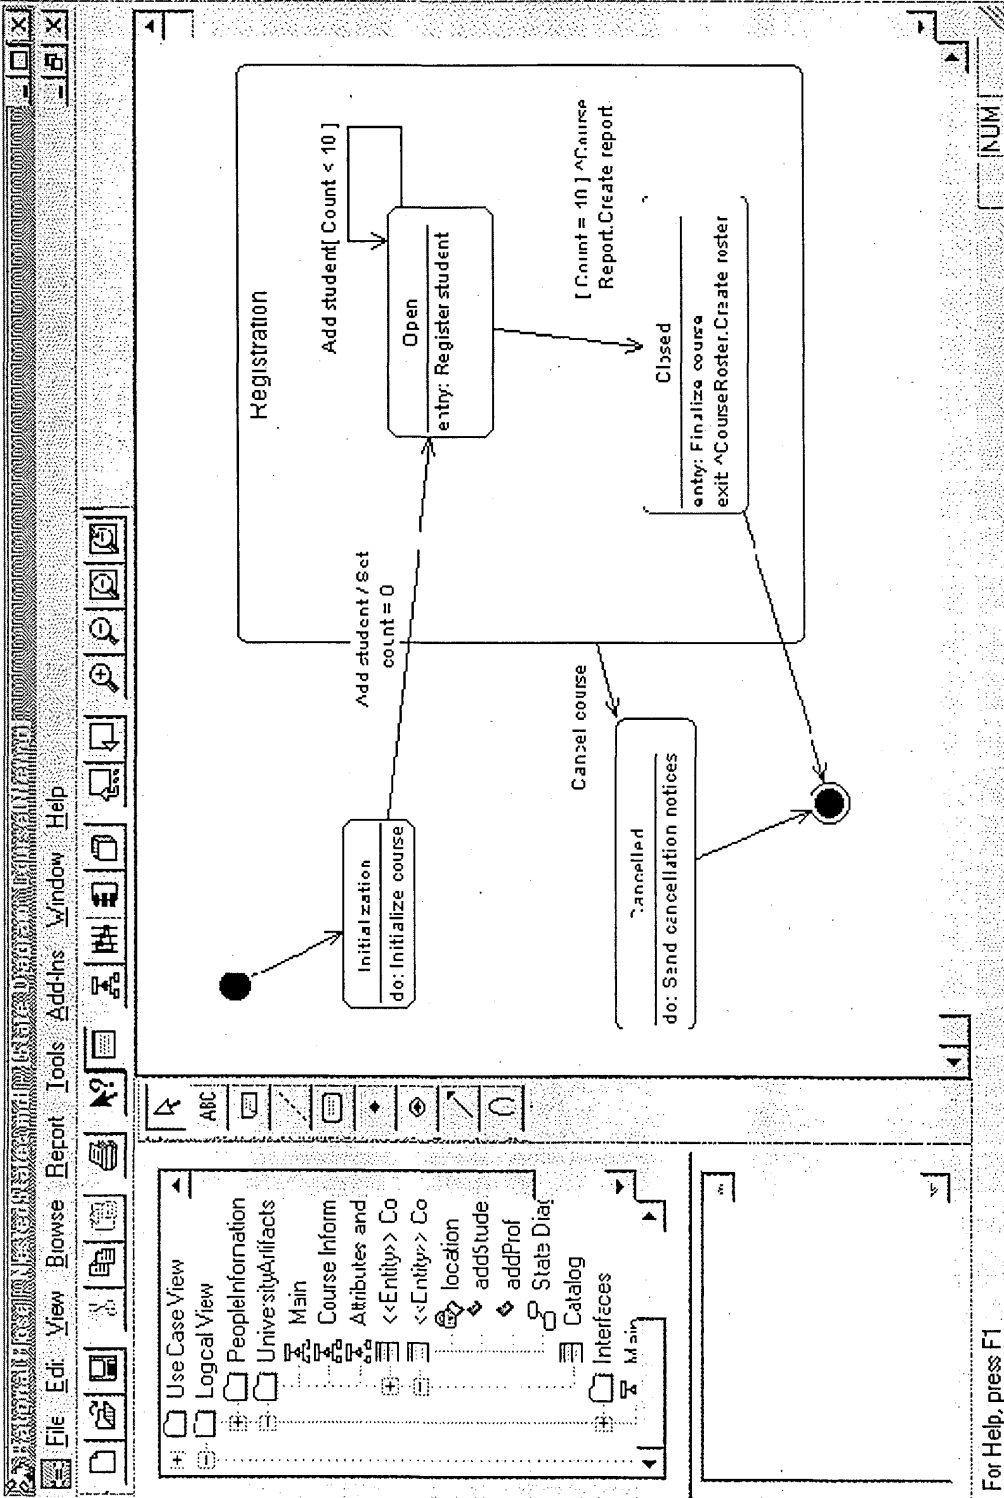 File Edit View Browse Report Tools Add-Ins Window Help
ABC
Use Case View
Logical View
PeopleInformation
UniversityArtifacts
Main
Course Inform
Attributes and
<<Entity>> Co
<<Entity>> Co
location
addStude
addProf
State Diag
Catalog
Interfaces
Main
Registration
Add student[ Count < 10 ]
Open
entry: Register student
Add student / Set
count = 0
Initialization
do: Initialize course
[ Count = 10 ] ^Course
Report.Create report
Closed
entry: Finalize course
exit ^CourseRoster.Create roster
Cancel course
Cancelled
do: Send cancellation notices
For Help, press F1
NUM